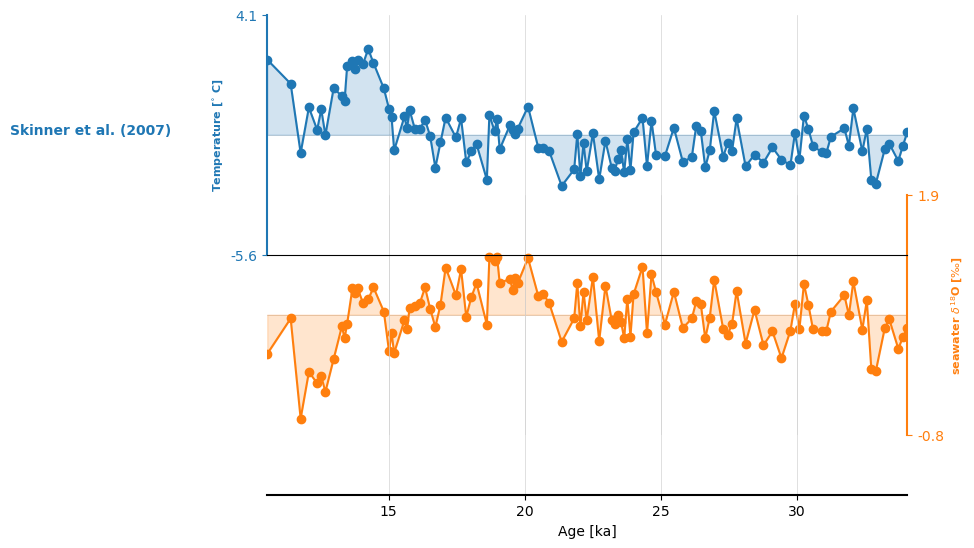 4.1
Skinner et al. (2007)
Temperature [° C]
-5.6
1.9
seawater δ¹⁸O [‰]
-0.8
15 20 25 30
Age [ka]